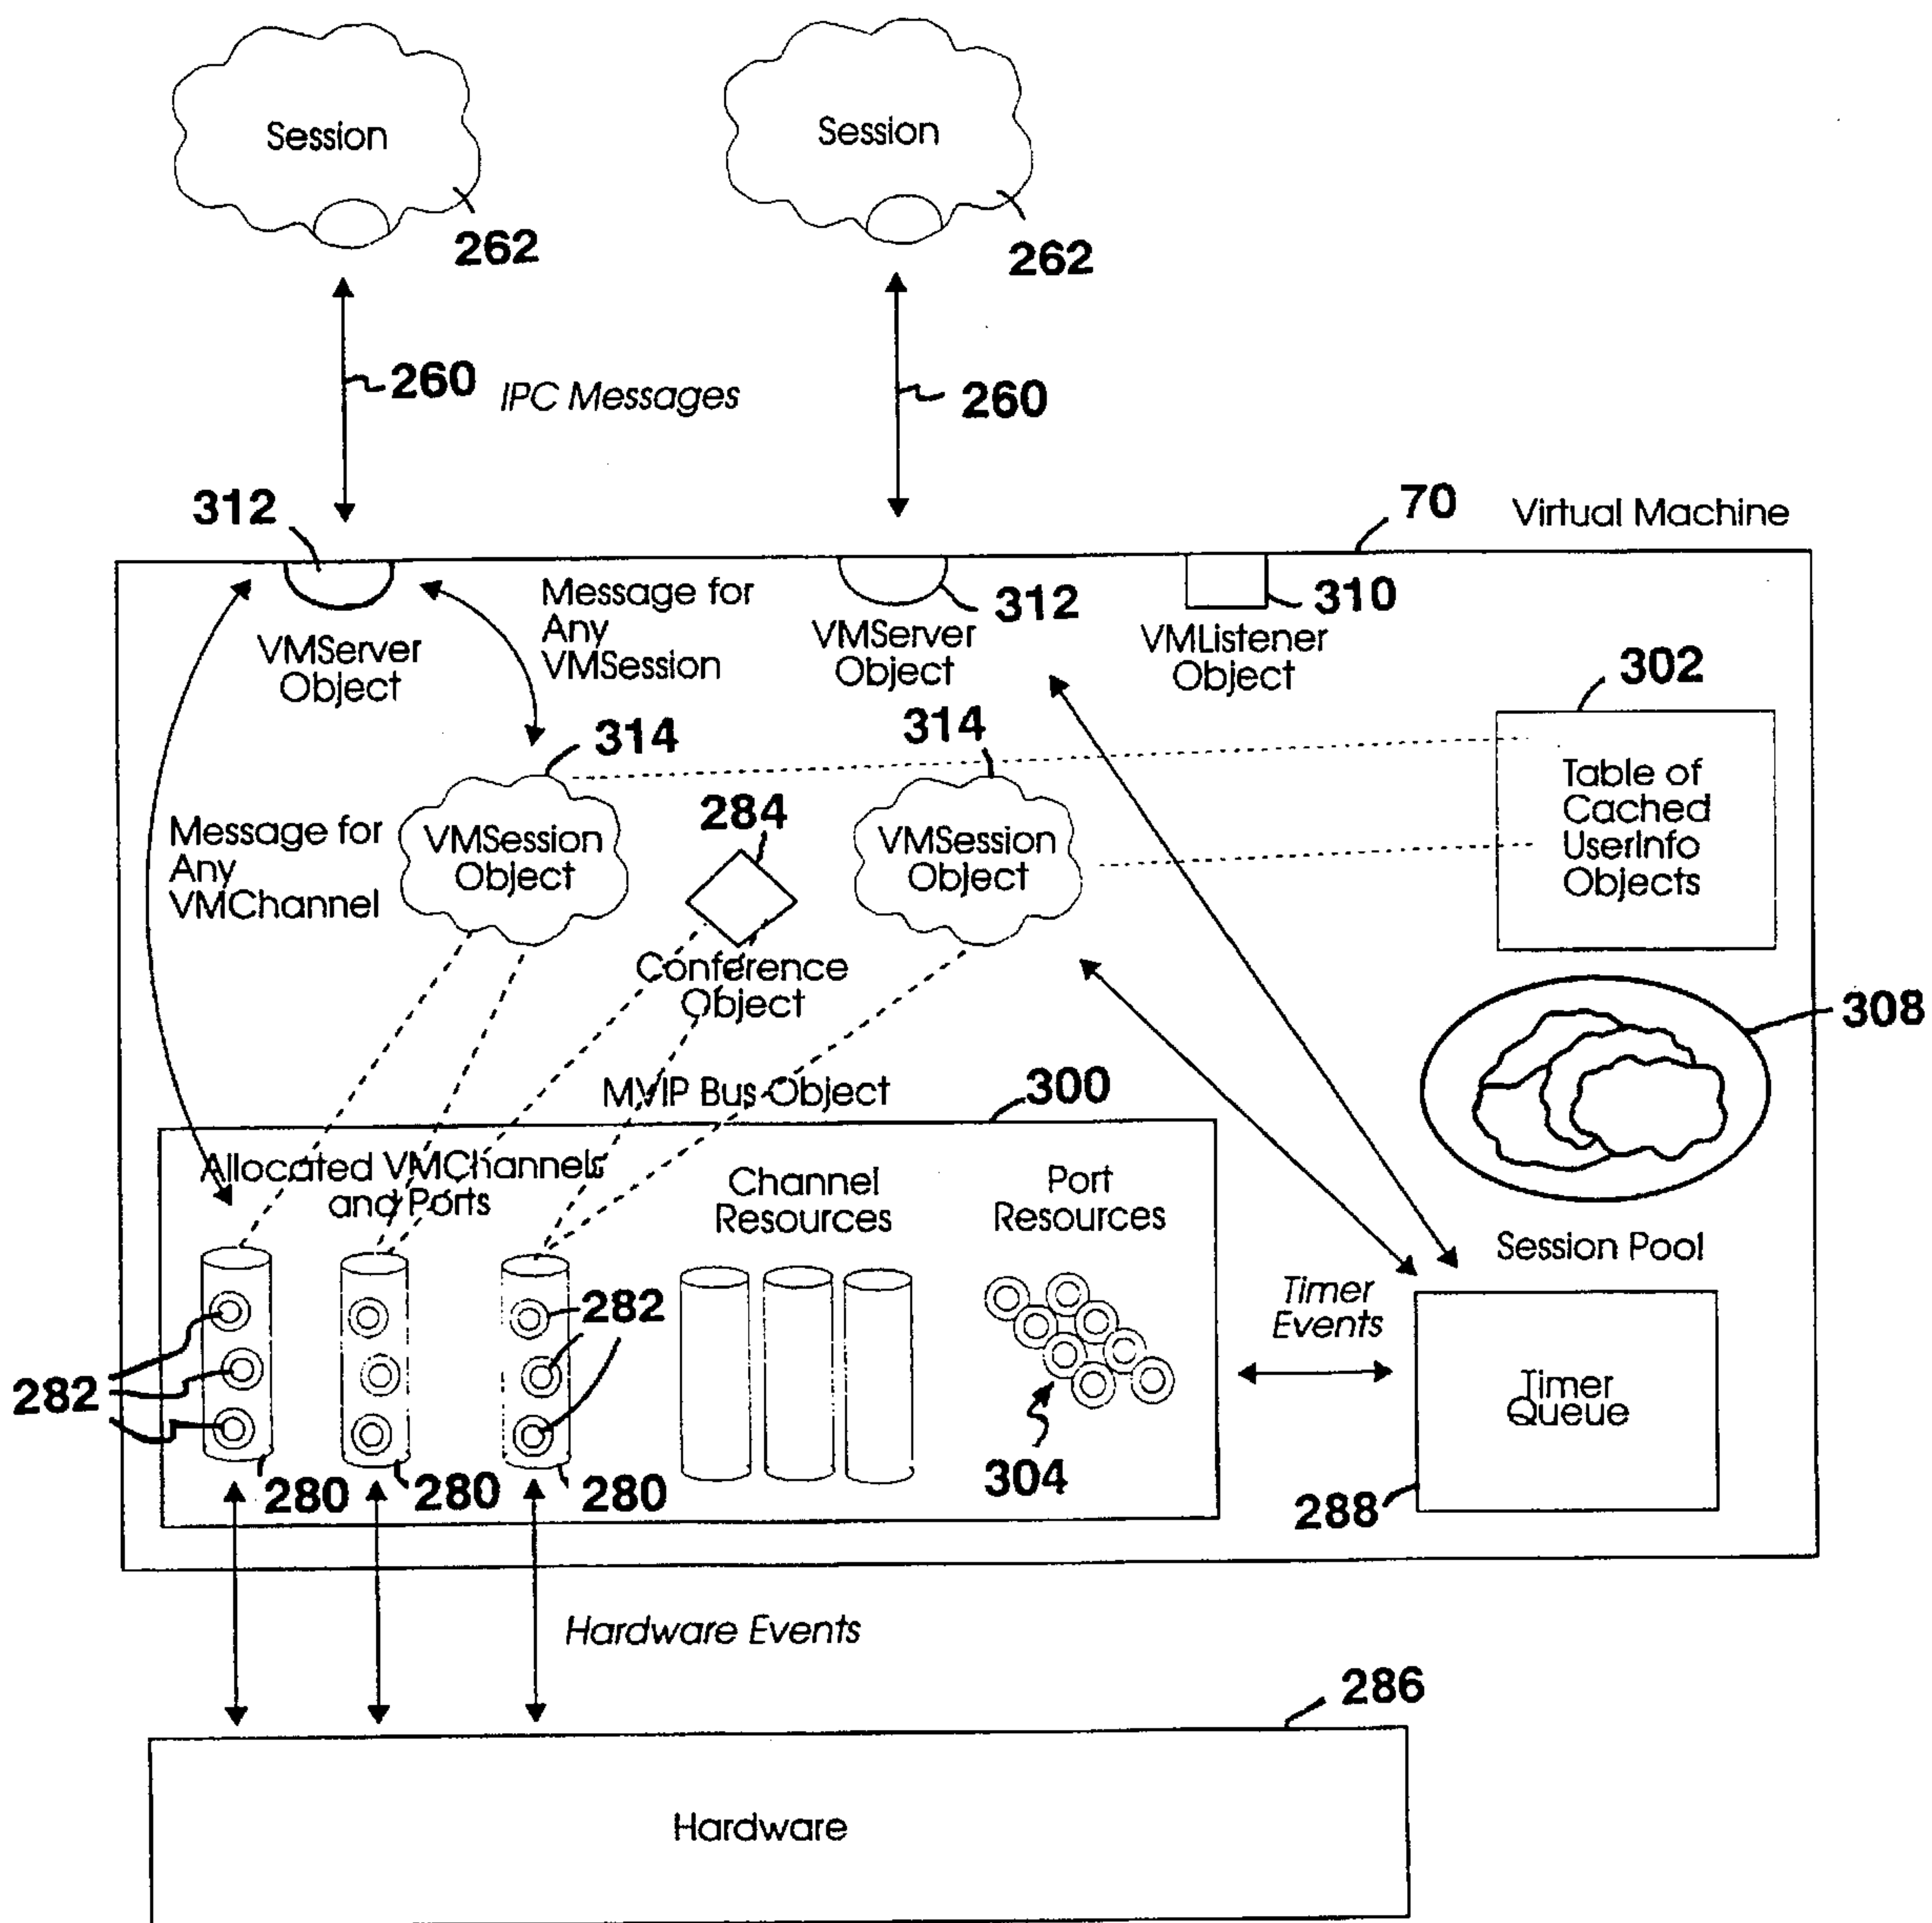 Session
Session
262
262
260
IPC Messages
260
312
70
Virtual Machine
Message for
Any
VMSession
312
310
VMServer
Object
VMServer
Object
VMListener
Object
302
314
314
Table of
Cached
UserInfo
Objects
284
Message for
Any
VMChannel
VMSession
Object
VMSession
Object
Conference
Object
308
MVIP Bus Object
300
Allocated VMChannels
and Ports
Channel
Resources
Port
Resources
Session Pool
282
Timer
Events
282
Timer
Queue
304
280
280
280
288
Hardware Events
286
Hardware